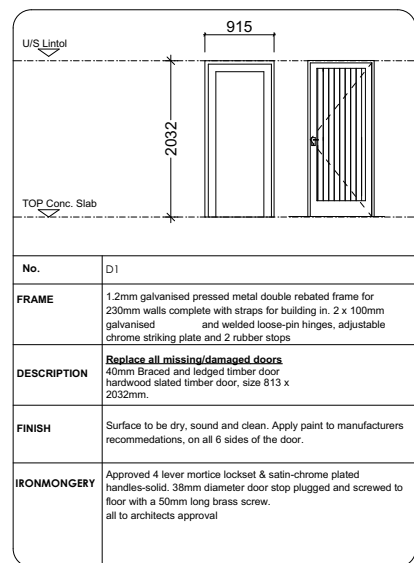 915
U/S Lintol
2032
TOP Conc. Slab
No.
D1
FRAME
1.2mm galvanised pressed metal double rebated frame for
230mm walls complete with straps for building in. 2 x 100mm
galvanised and welded loose-pin hinges, adjustable
chrome striking plate and 2 rubber stops
DESCRIPTION
Replace all missing/damaged doors
40mm Braced and ledged timber door
hardwood slated timber door, size 813 x
2032mm.
FINISH
Surface to be dry, sound and clean. Apply paint to manufacturers
recommedations, on all 6 sides of the door.
IRONMONGERY
Approved 4 lever mortice lockset & satin-chrome plated
handles-solid. 38mm diameter door stop plugged and screwed to
floor with a 50mm long brass screw.
all to architects approval